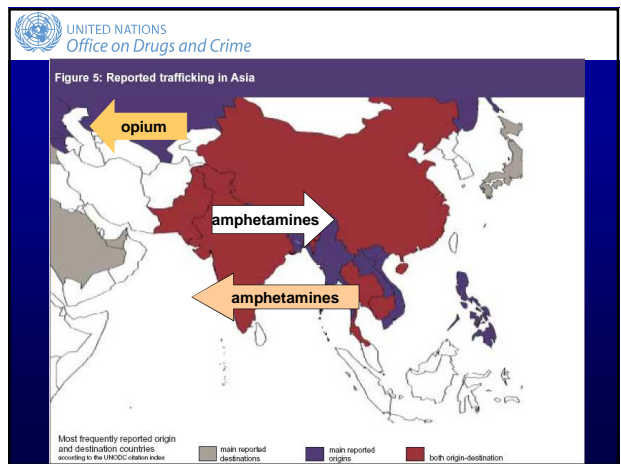 UNITED NATIONS
Office on Drugs and Crime
Figure 5: Reported trafficking in Asia
opium
amphetamines
amphetamines
Most frequently reported origin
and destination countries
according to the UNODC citation index
main reported
destinations
main reported
origins
both origin-destination